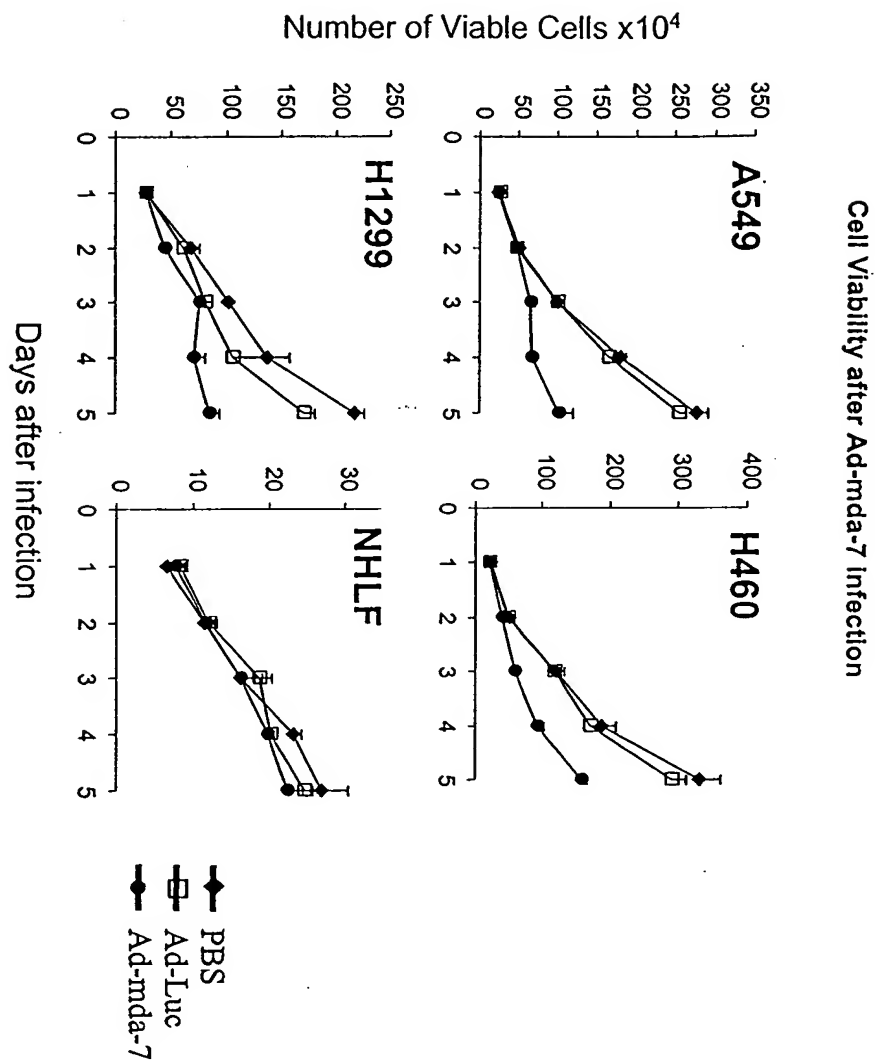 Cell Viability after Ad-mda-7 infection
Number of Viable Cells x10⁴
A549
350
300
250
200
150
100
50
0
0 1 2 3 4 5
H460
400
300
200
100
0
0 1 2 3 4 5
H1299
250
200
150
100
50
0
0 1 2 3 4 5
NHLF
30
20
10
0
0 1 2 3 4 5
Days after infection
PBS
Ad-Luc
Ad-mda-7